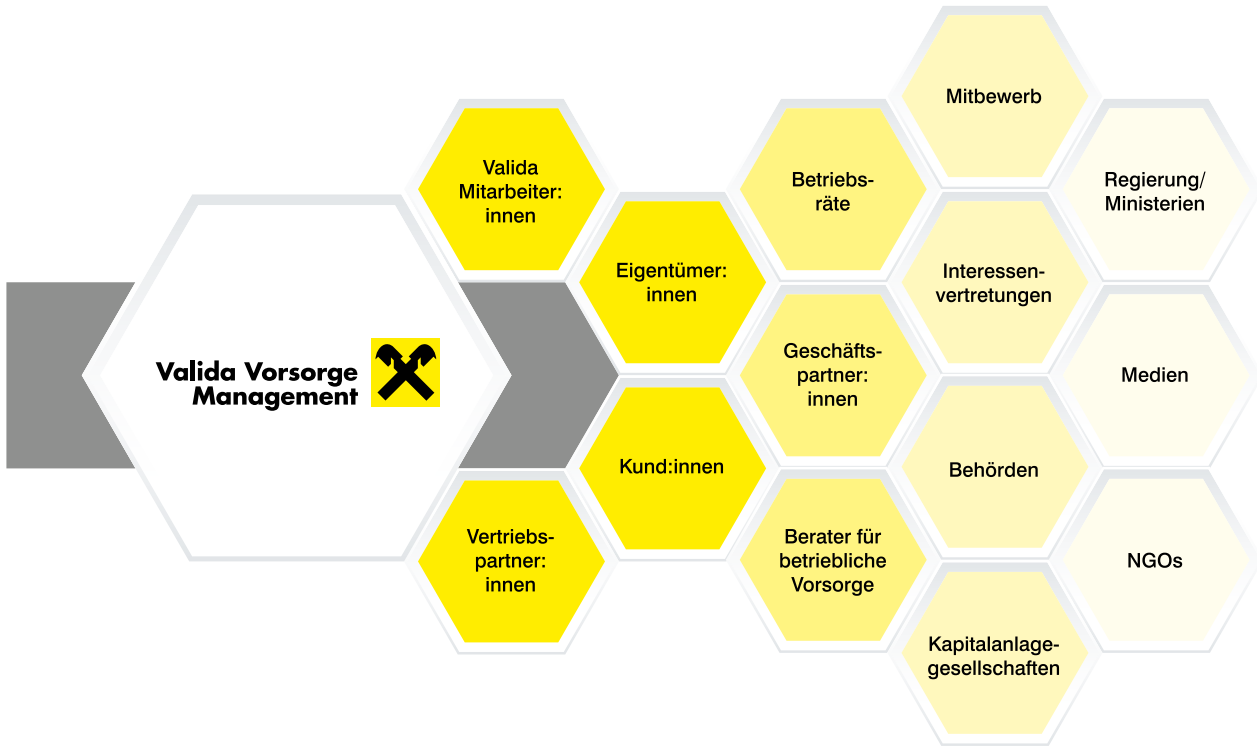 Valida Vorsorge
Management
Valida
Mitarbeiter:
innen
Vertriebs-
partner:
innen
Eigentümer:
innen
Kund:innen
Betriebs-
räte
Geschäfts-
partner:
innen
Berater für
betriebliche
Vorsorge
Mitbewerb
Interessen-
vertretungen
Behörden
Kapitalanlage-
gesellschaften
Regierung/
Ministerien
Medien
NGOs